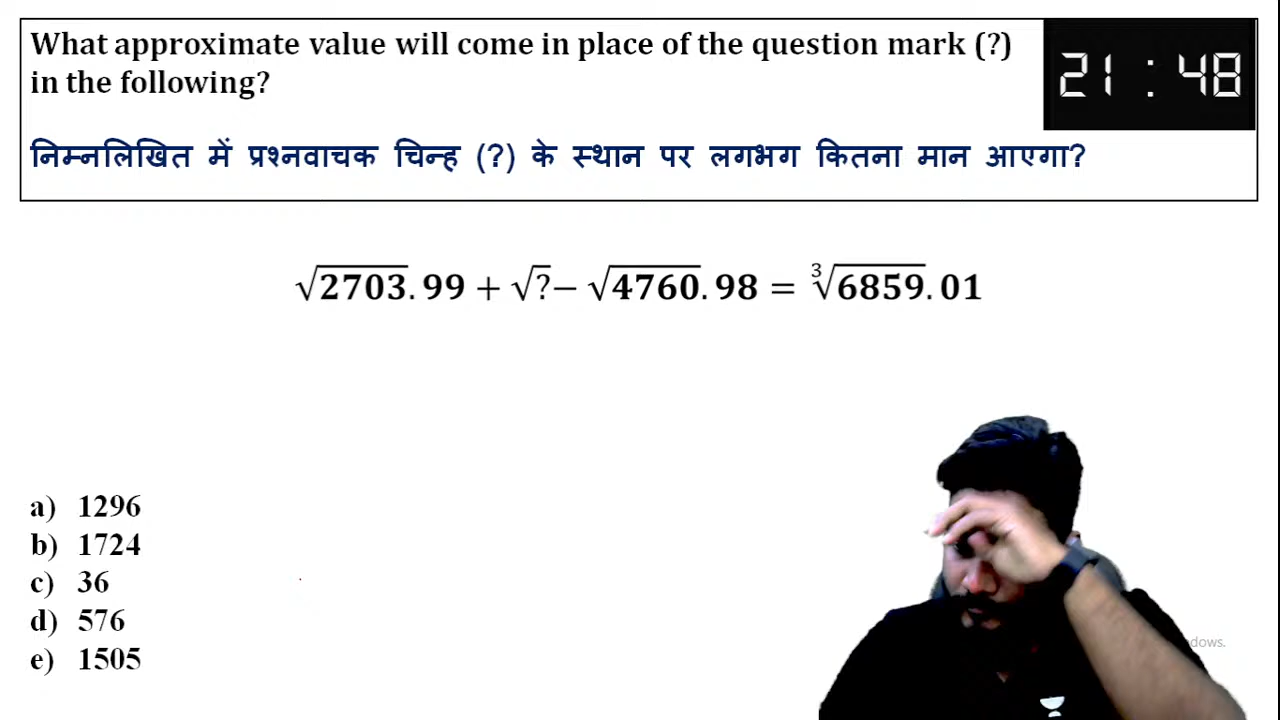 What approximate value will come in place of the question mark (?)
in the following?
21 : 48
निम्नलिखित में प्रश्नवाचक चिन्ह (?) के स्थान पर लगभग कितना मान आएगा?
√2703.99 + √?− √4760.98 = ∛6859.01
a) 1296
b) 1724
c) 36
d) 576
e) 1505
dows.